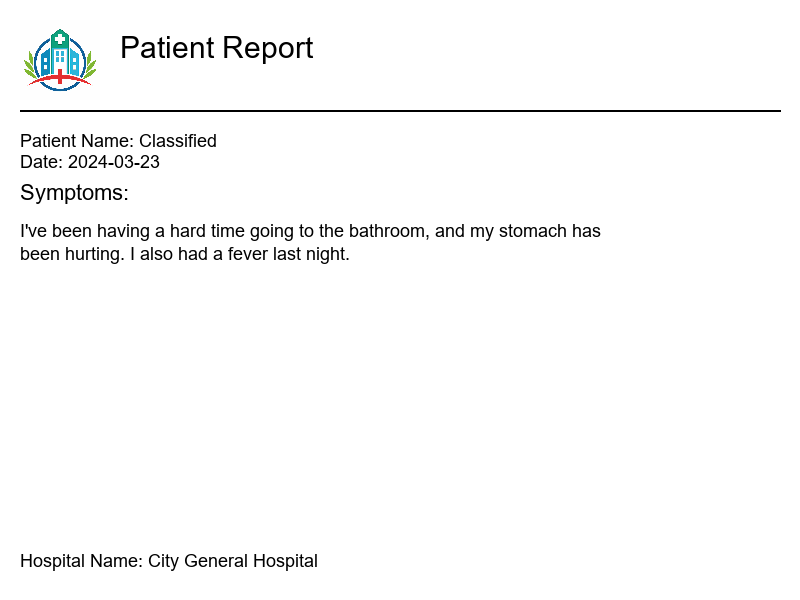 Patient Report
Patient Name: Classified
Date: 2024-03-23
Symptoms:
I've been having a hard time going to the bathroom, and my stomach has
been hurting. I also had a fever last night.
Hospital Name: City General Hospital